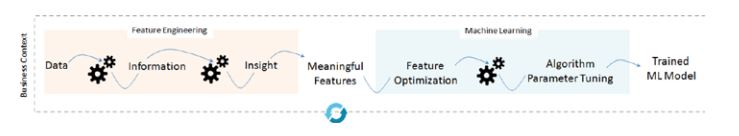 Feature Engineering
Machine Learning
Business Context
Data
Information
Insight
Meaningful
Features
Feature
Optimization
Algorithm
Parameter Tuning
Trained
ML Model